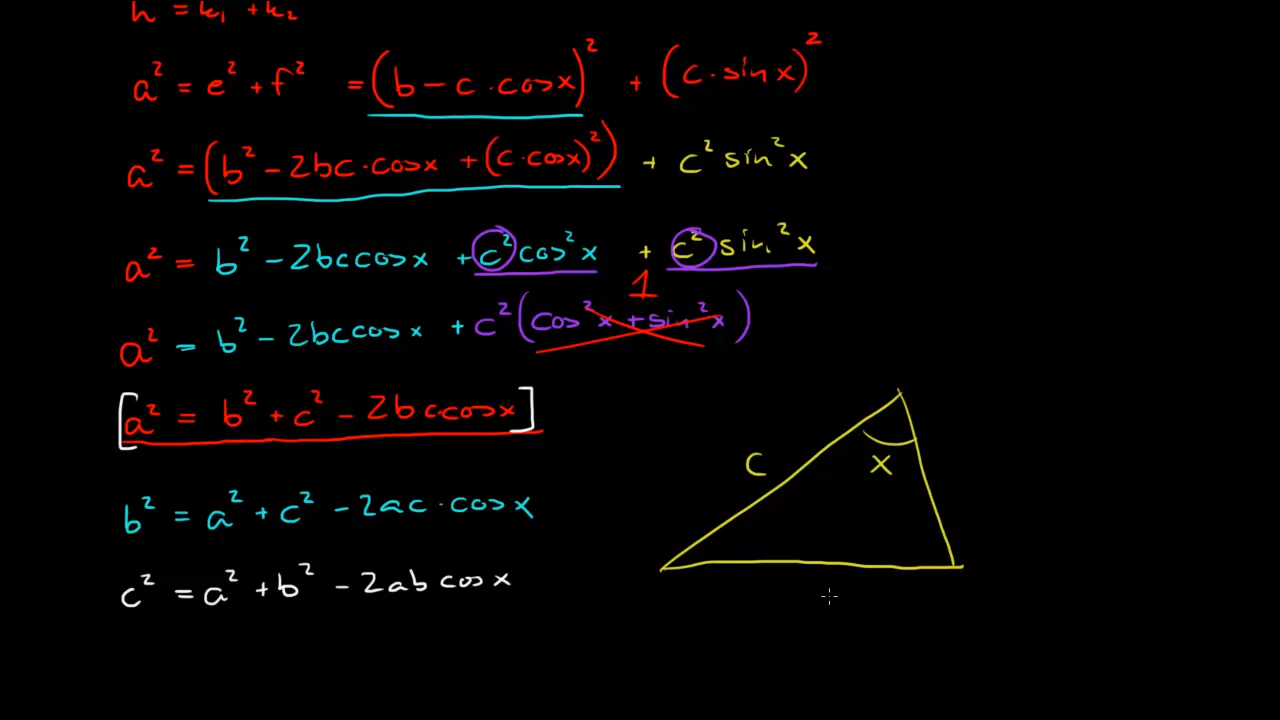 h = k₁ + k₂
a² = e² + f² = (b - c · cos x)² + (c · sin x)²
a² = (b² - 2bc · cos x + (c · cos x)²) + c² sin² x
a² = b² - 2bc cos x + c² cos² x + c² sin² x
1
a² = b² - 2bc cos x + c² (cos² x + sin² x)
[a² = b² + c² - 2bc · cos x]
b² = a² + c² - 2ac · cos x
c² = a² + b² - 2ab cos x
c
x